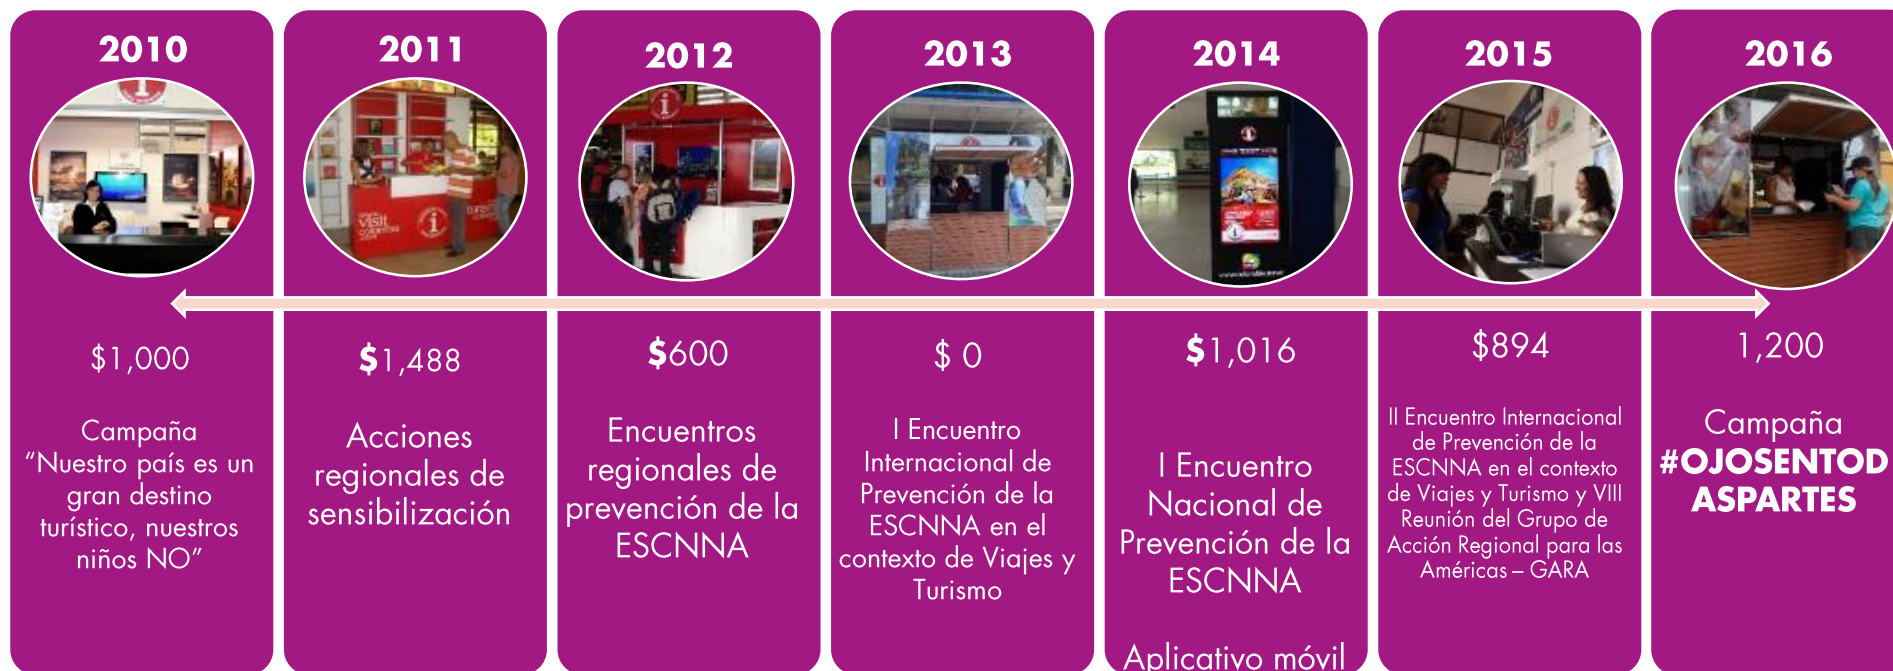 2010
$1,000
Campaña
“Nuestro país es un
gran destino
turístico, nuestros
niños NO”
2011
VISIT
i
$1,488
Acciones
regionales de
sensibilización
2012
i
$600
Encuentros
regionales de
prevención de la
ESCNNA
2013
$ 0
I Encuentro
Internacional de
Prevención de la
ESCNNA en el
contexto de Viajes y
Turismo
2014
i
$1,016
I Encuentro
Nacional de
Prevención de la
ESCNNA
Aplicativo móvil
2015
$894
II Encuentro Internacional
de Prevención de la
ESCNNA en el contexto
de Viajes y Turismo y VIII
Reunión del Grupo de
Acción Regional para las
Américas – GARA
2016
1,200
Campaña
#OJOSENTOD
ASPARTES